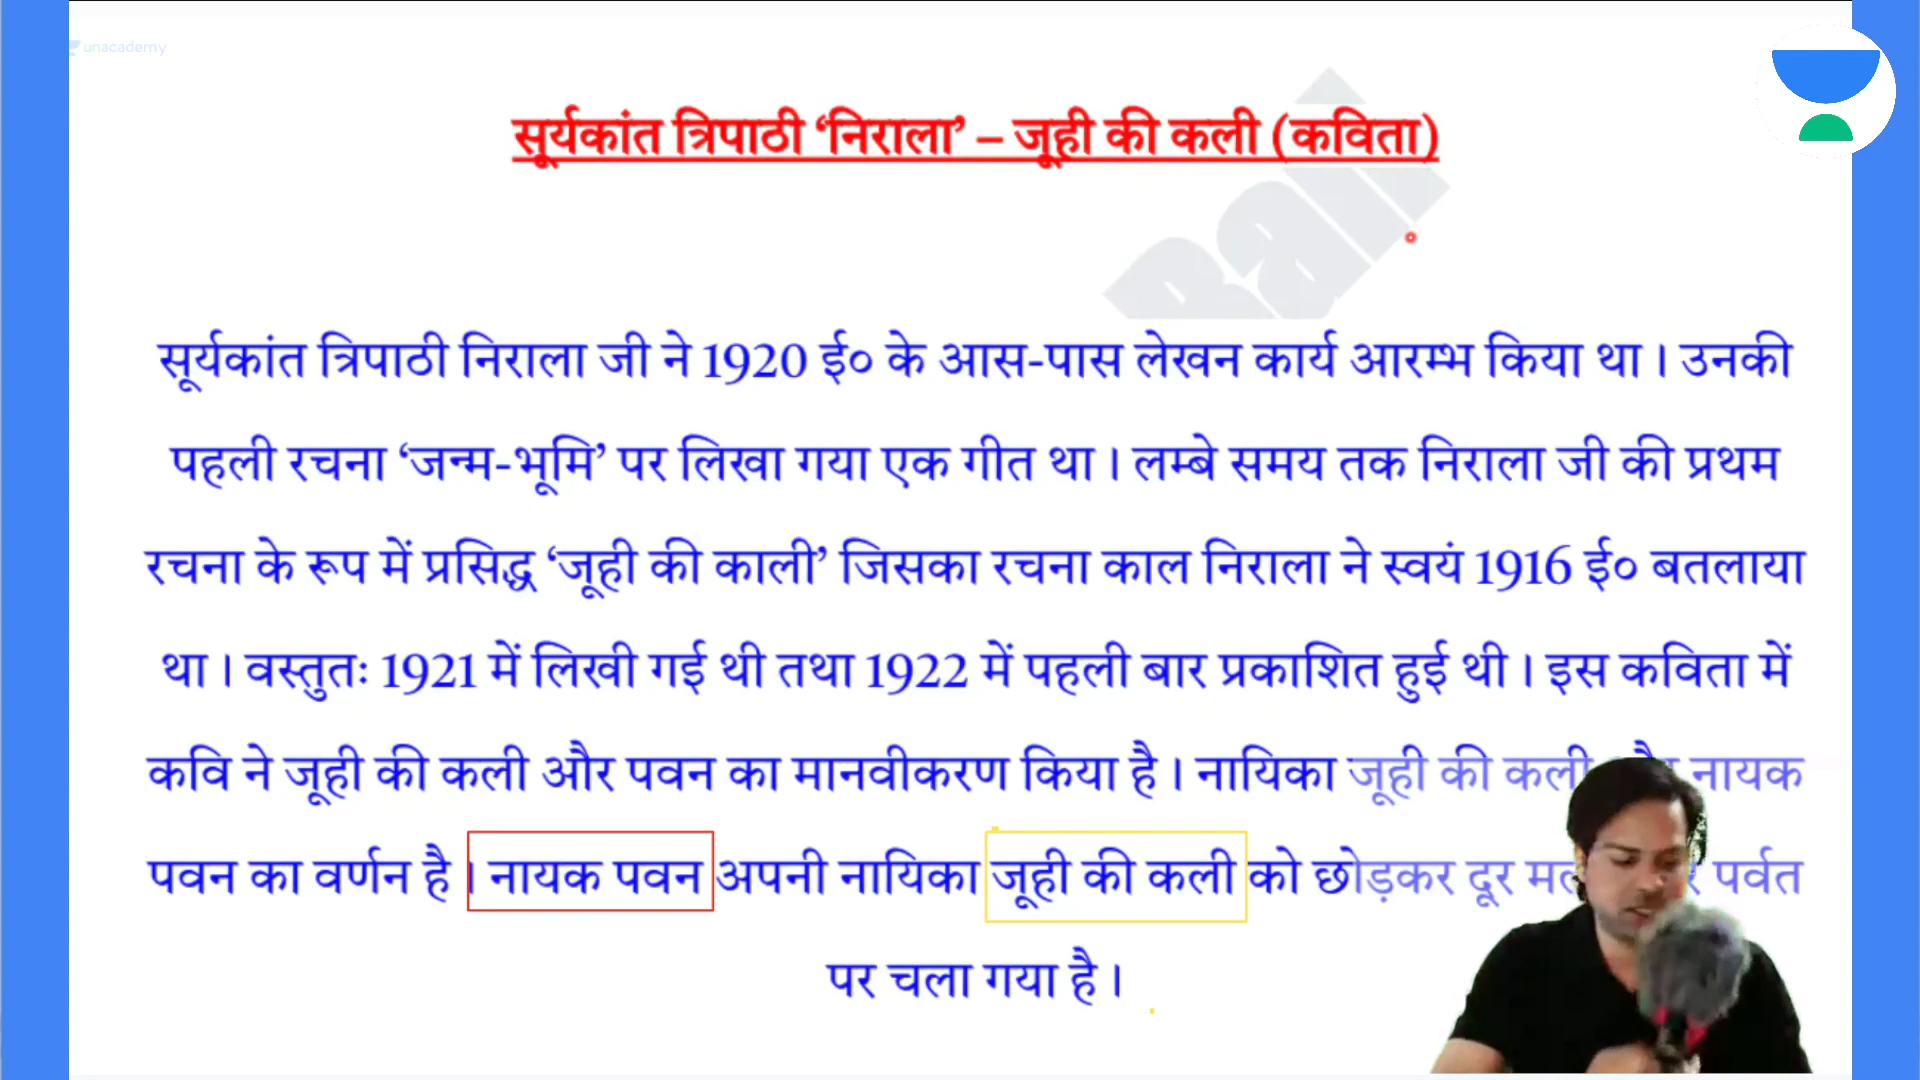 unacademy
सूर्यकांत त्रिपाठी ‘निराला’ – जूही की कली (कविता)
सूर्यकांत त्रिपाठी निराला जी ने 1920 ई० के आस-पास लेखन कार्य आरम्भ किया था । उनकी
पहली रचना ‘जन्म-भूमि’ पर लिखा गया एक गीत था । लम्बे समय तक निराला जी की प्रथम
रचना के रूप में प्रसिद्ध ‘जूही की काली’ जिसका रचना काल निराला ने स्वयं 1916 ई० बतलाया
था । वस्तुतः 1921 में लिखी गई थी तथा 1922 में पहली बार प्रकाशित हुई थी । इस कविता में
कवि ने जूही की कली और पवन का मानवीकरण किया है । नायिका जूही की कली नायक
पवन का वर्णन है । नायक पवन अपनी नायिका जूही की कली को छोड़कर दूर पर्वत
पर चला गया है ।